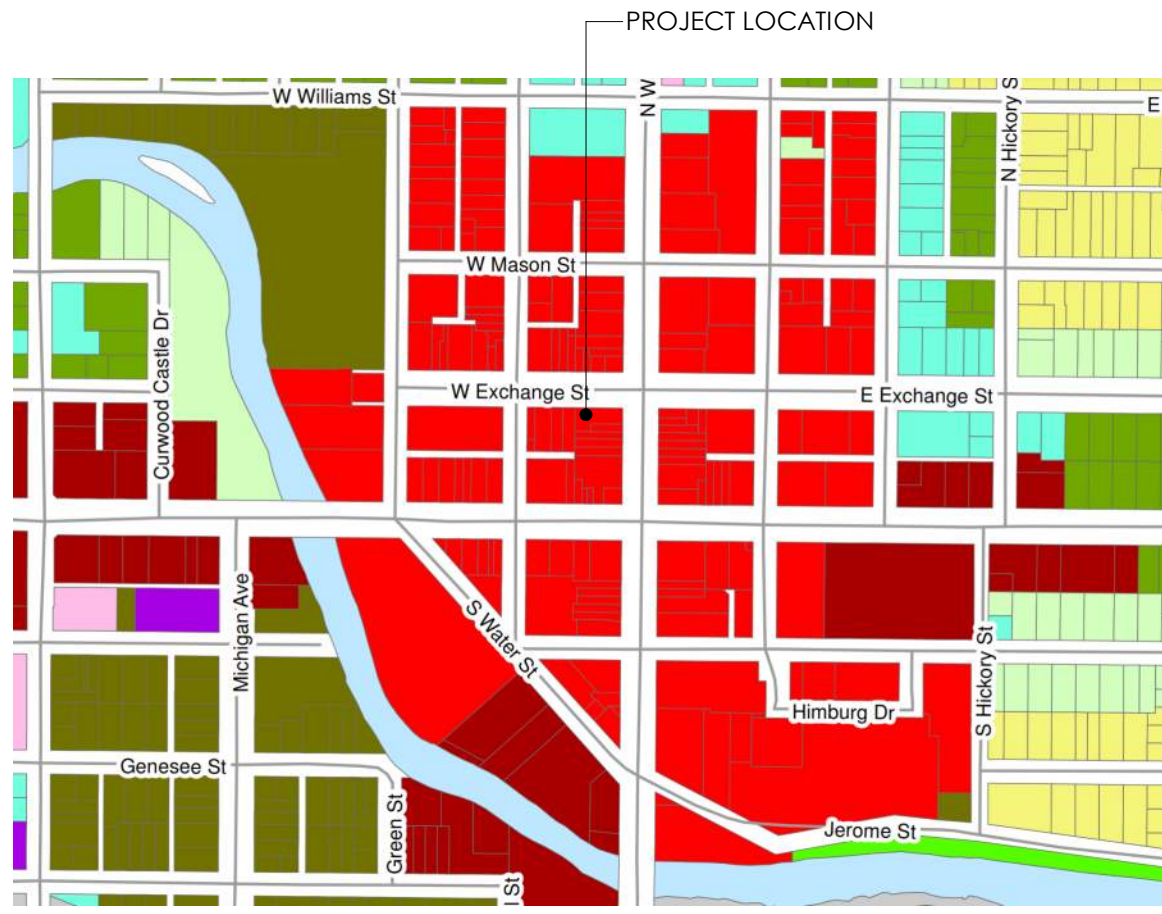 PROJECT LOCATION
W Williams St
N W
N Hickory S
E
W Mason St
Curwood Castle Dr
W Exchange St
E Exchange St
Michigan Ave
S Water St
S Hickory St
Himburg Dr
Genesee St
Green St
Jerome St
l St